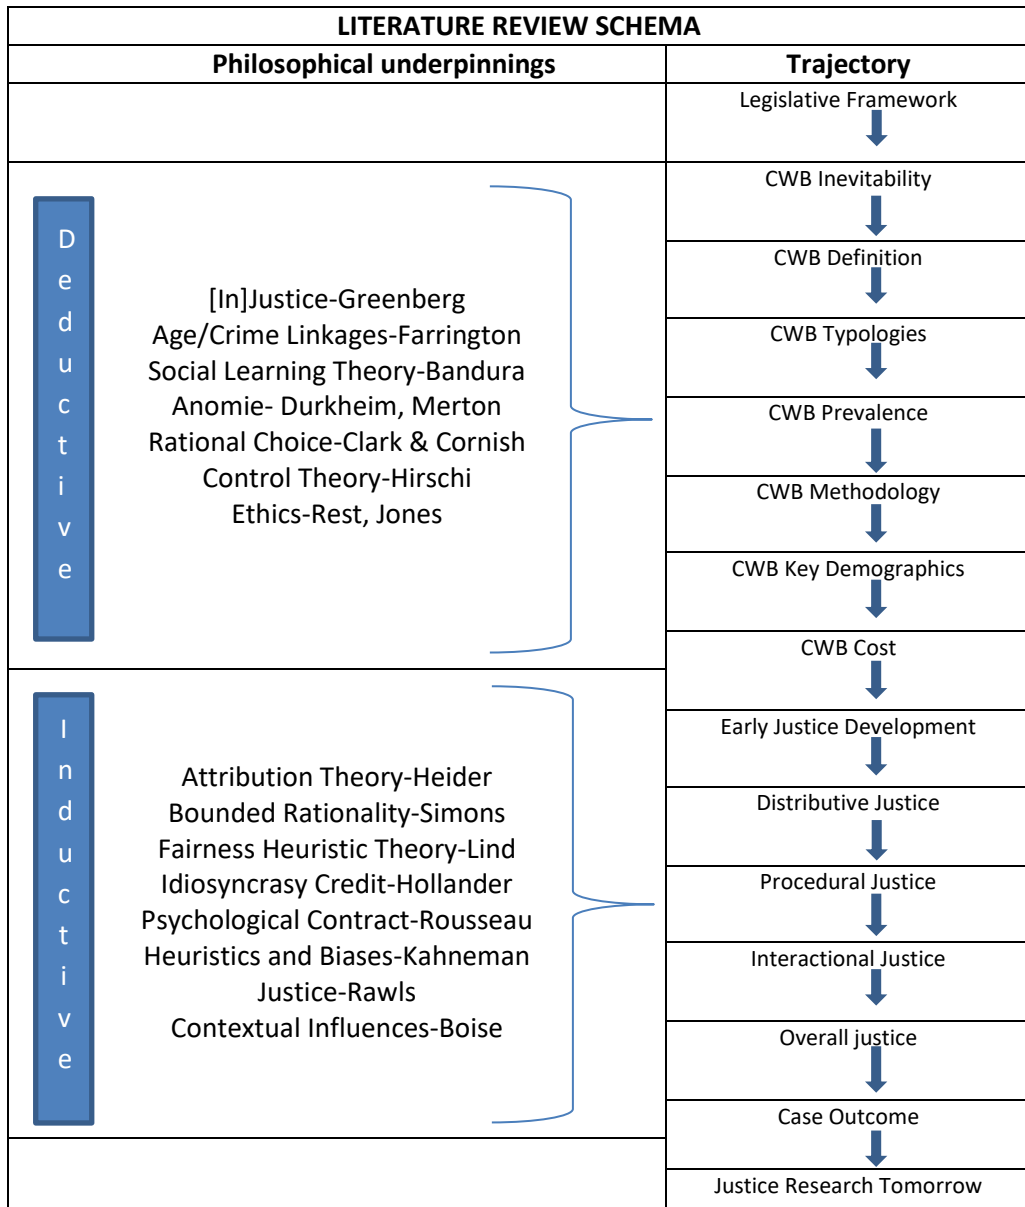 LITERATURE REVIEW SCHEMA
Philosophical underpinnings
Trajectory
Legislative Framework
Deductive
[In]Justice-Greenberg
Age/Crime Linkages-Farrington
Social Learning Theory-Bandura
Anomie- Durkheim, Merton
Rational Choice-Clark & Cornish
Control Theory-Hirschi
Ethics-Rest, Jones
CWB Inevitability
CWB Definition
CWB Typologies
CWB Prevalence
CWB Methodology
CWB Key Demographics
CWB Cost
Inductive
Attribution Theory-Heider
Bounded Rationality-Simons
Fairness Heuristic Theory-Lind
Idiosyncrasy Credit-Hollander
Psychological Contract-Rousseau
Heuristics and Biases-Kahneman
Justice-Rawls
Contextual Influences-Boise
Early Justice Development
Distributive Justice
Procedural Justice
Interactional Justice
Overall justice
Case Outcome
Justice Research Tomorrow